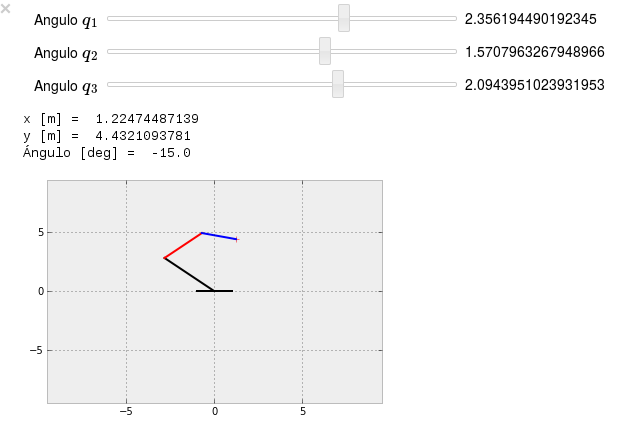 Angulo q1 2.356194490192345
Angulo q2 1.5707963267948966
Angulo q3 2.0943951023931953
x [m] =  1.22474487139
y [m] =  4.4321093781
Ángulo [deg] =  -15.0
5
0
−5
−5 0 5